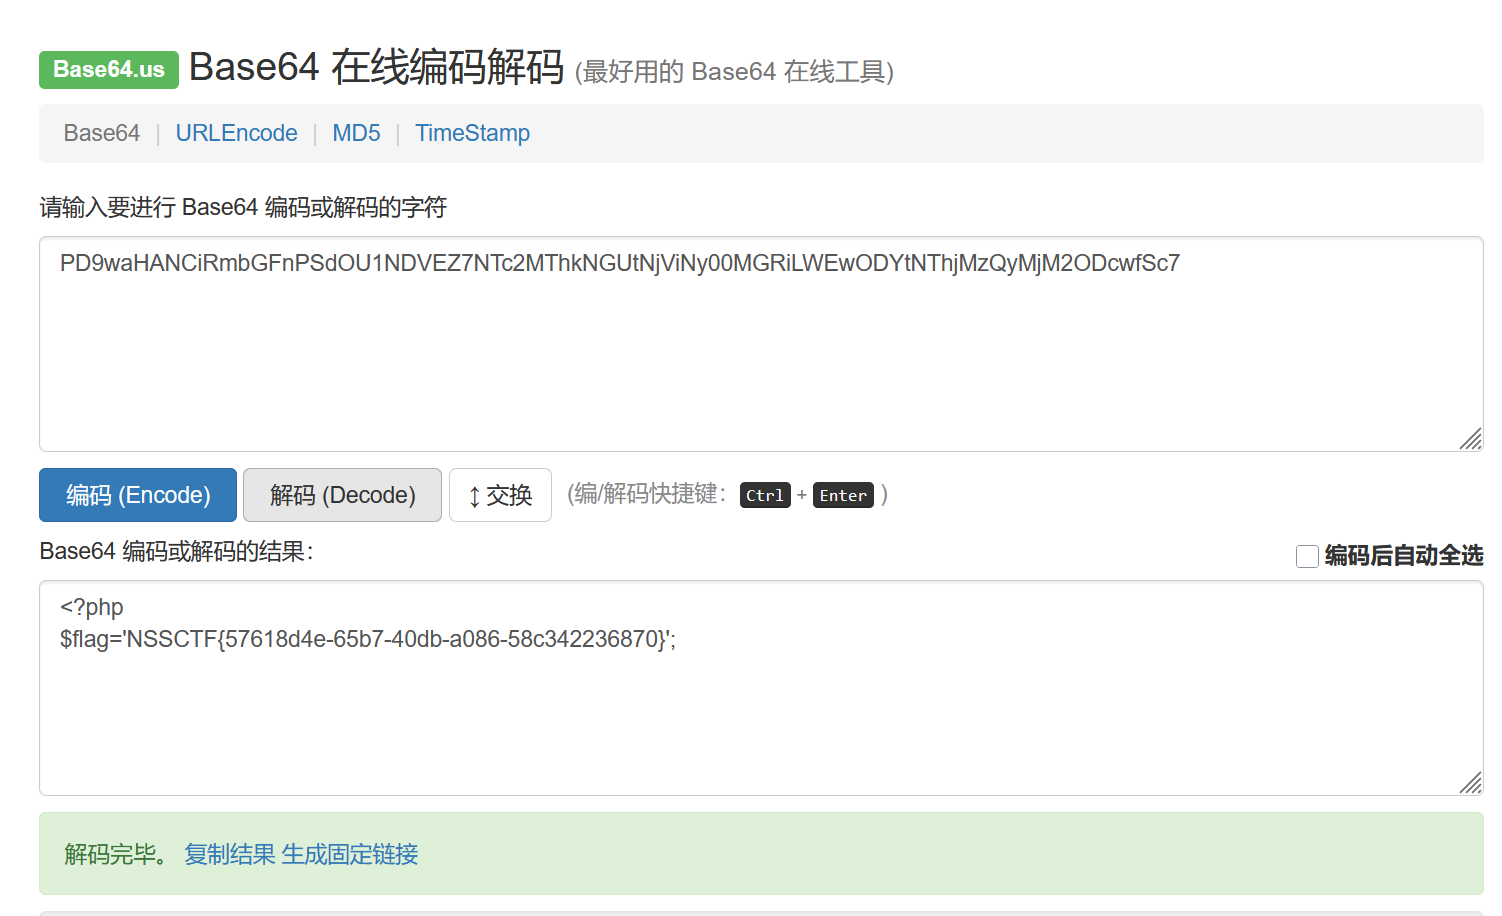 Base64.us Base64 在线编码解码 (最好用的 Base64 在线工具)
Base64 | URLEncode | MD5 | TimeStamp
请输入要进行 Base64 编码或解码的字符
PD9waHANCiRmbGFnPSdOU1NDVEZ7NTc2MThkNGUtNjViNy00MGRiLWEwODYtNThjMzQyMjM2ODcwfSc7
编码 (Encode) 解码 (Decode) ↕ 交换 (编/解码快捷键： Ctrl + Enter )
Base64 编码或解码的结果：
编码后自动全选
<?php
$flag='NSSCTF{57618d4e-65b7-40db-a086-58c342236870}';
解码完毕。 复制结果 生成固定链接